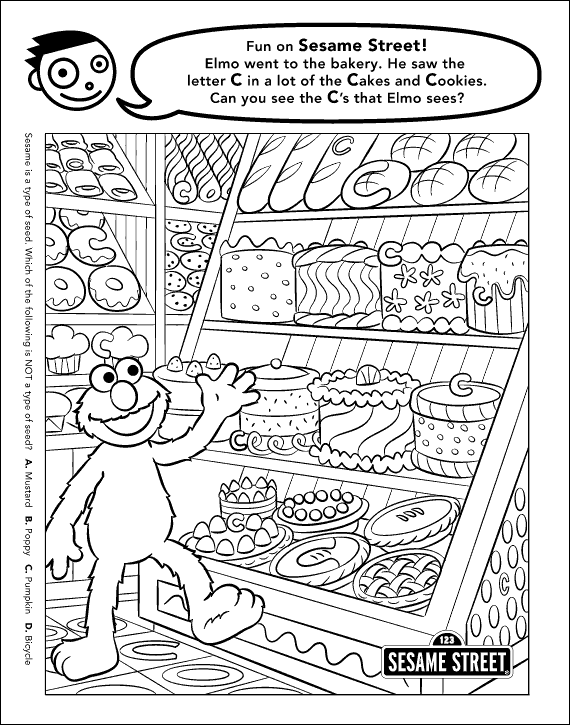 Fun on Sesame Street!
Elmo went to the bakery. He saw the
letter C in a lot of the Cakes and Cookies.
Can you see the C's that Elmo sees?
Sesame is a type of seed. Which of the following is NOT a type of seed? A. Mustard B. Poppy C. Pumpkin D. Bicycle
123
SESAME STREET